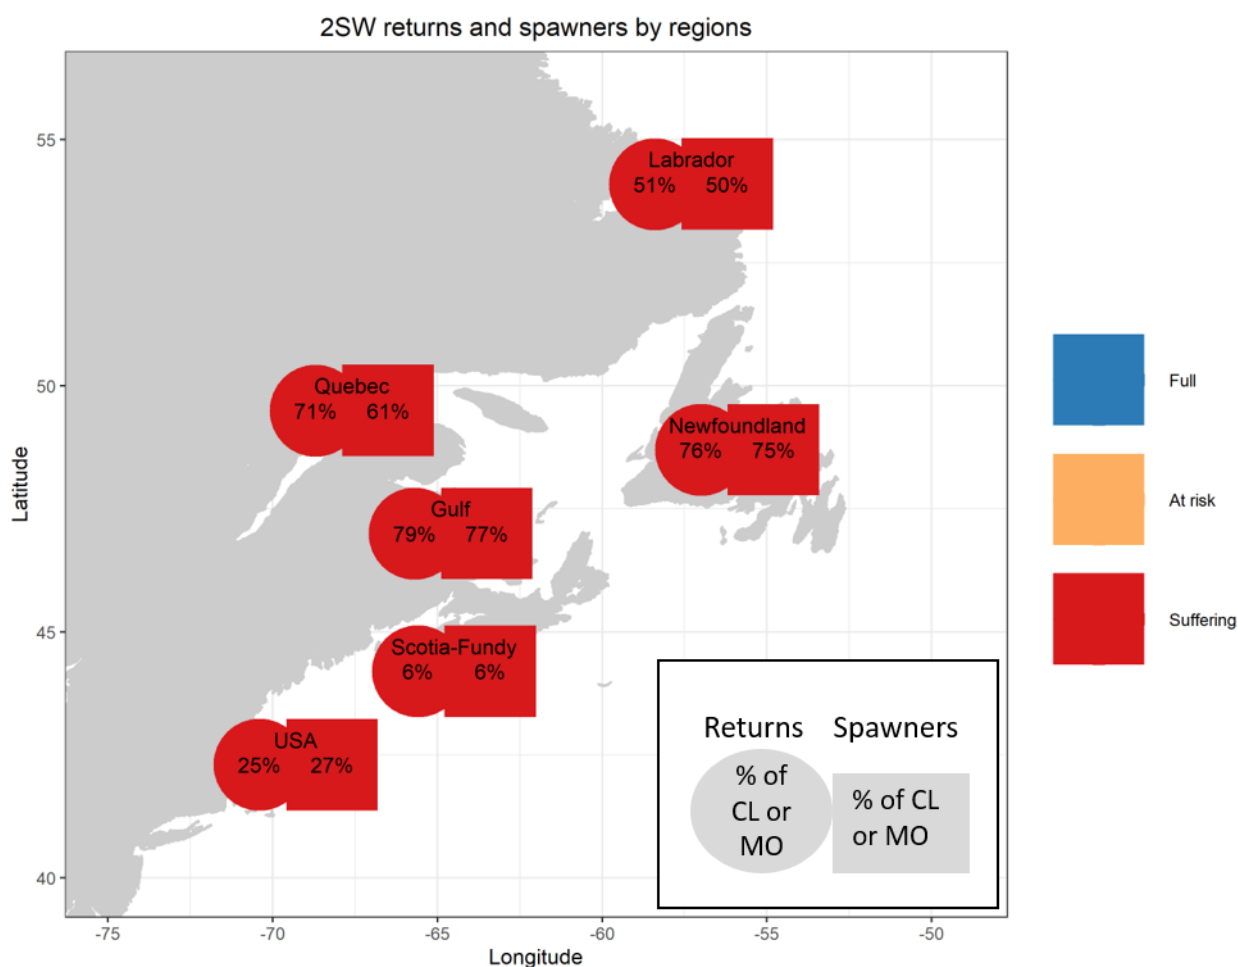 2SW returns and spawners by regions
55
50
45
40
Latitude
-75
-70
-65
-60
-55
-50
Longitude
Labrador
51% 50%
Quebec
71% 61%
Newfoundland
76% 75%
Gulf
79% 77%
Scotia-Fundy
6% 6%
USA
25% 27%
Returns Spawners
% of
CL or
MO
% of CL
or MO
Full
At risk
Suffering